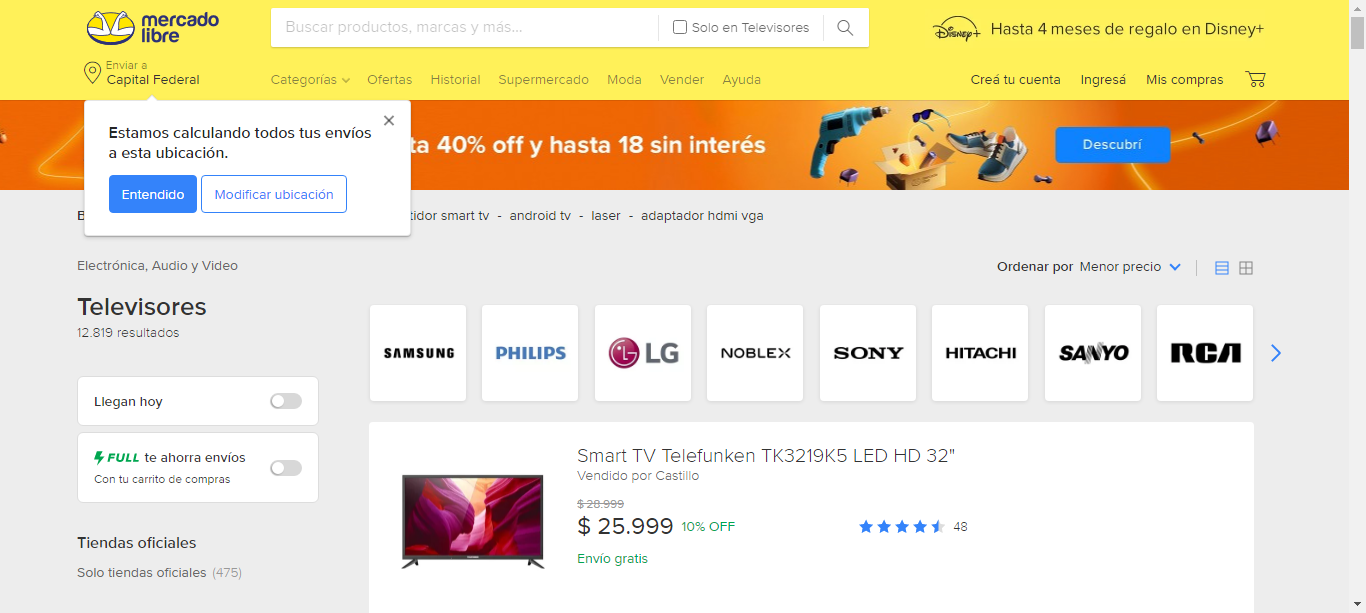 mercado
libre
Buscar productos, marcas y más...
Solo en Televisores
Disney+
Hasta 4 meses de regalo en Disney+
Enviar a
Capital Federal
Categorías
Ofertas
Historial
Supermercado
Moda
Vender
Ayuda
Creá tu cuenta
Ingresá
Mis compras
Estamos calculando todos tus envíos
a esta ubicación.
Entendido
Modificar ubicación
40% off y hasta 18 sin interés
Descubrí
smart tv - android tv - laser - adaptador hdmi vga
Electrónica, Audio y Video
Ordenar por Menor precio
Televisores
12.819 resultados
SAMSUNG
PHILIPS
LG
NOBLEX
SONY
HITACHI
SANYO
RCA
Llegan hoy
FULL te ahorra envíos
Con tu carrito de compras
Tiendas oficiales
Solo tiendas oficiales (475)
Smart TV Telefunken TK3219K5 LED HD 32"
Vendido por Castillo
$ 28.999
$ 25.999 10% OFF
48
Envío gratis